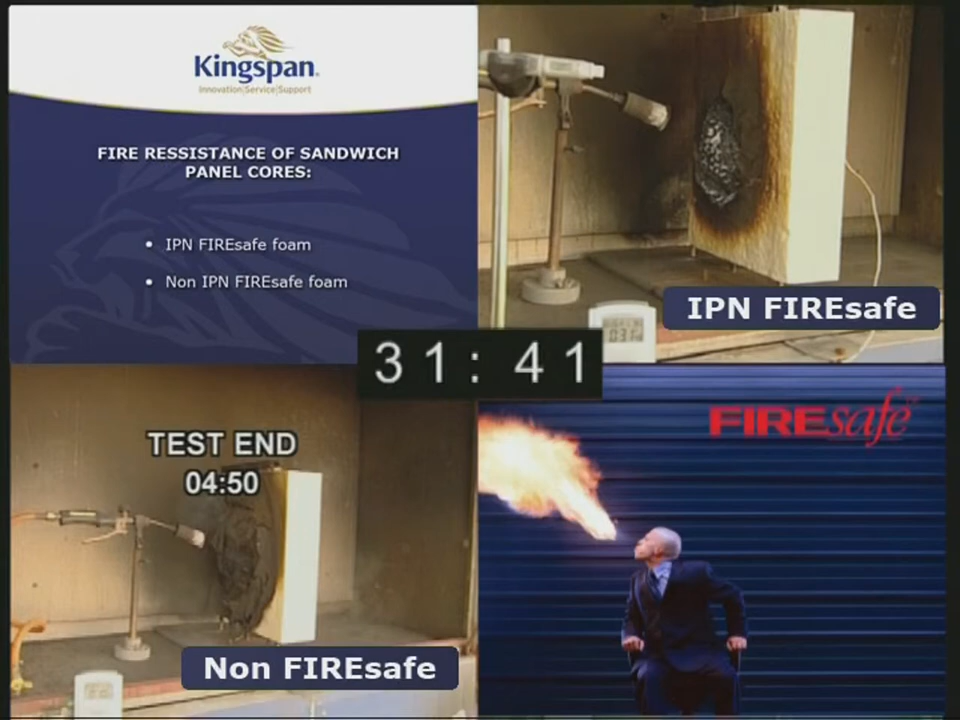 Kingspan.
Innovation|Service|Support
FIRE RESSISTANCE OF SANDWICH
PANEL CORES:
• IPN FIREsafe foam
• Non IPN FIREsafe foam
IPN FIREsafe
31: 41
TEST END
04:50
Non FIREsafe
FIREsafe™